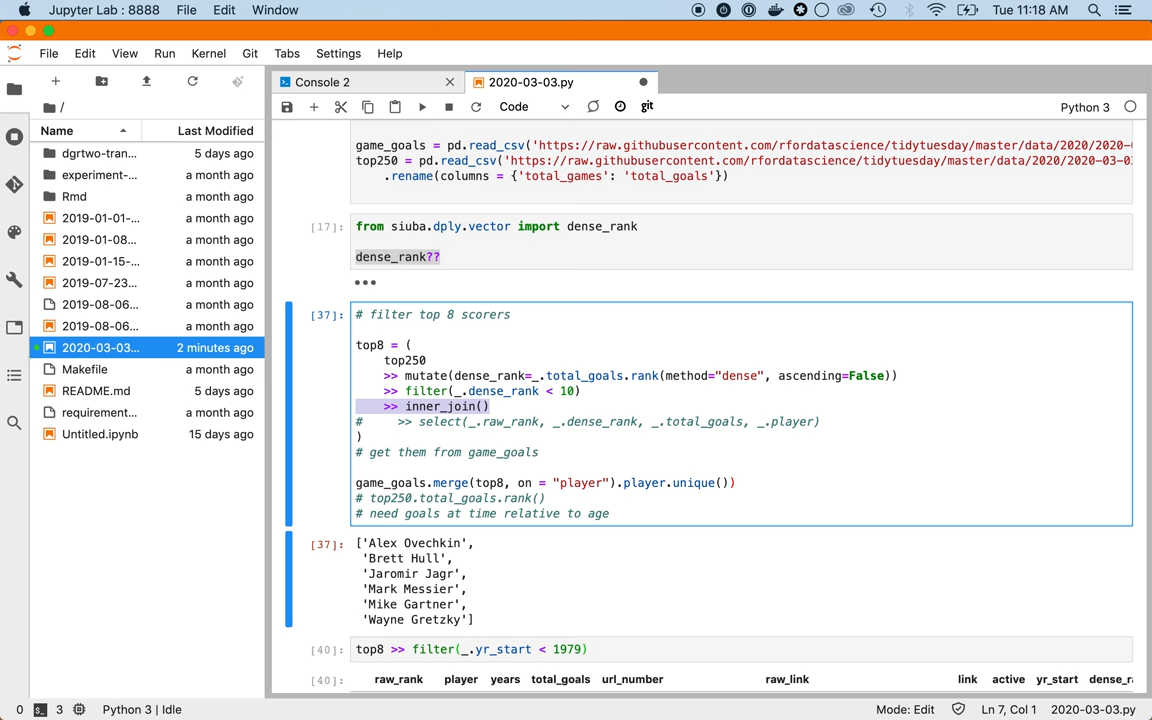 Jupyter Lab : 8888 File Edit Window Tue 11:18 AM
File Edit View Run Kernel Git Tabs Settings Help
Console 2 2020-03-03.py
Code git Python 3
/
Name Last Modified
dgrtwo-tran... 5 days ago
experiment-... a month ago
Rmd a month ago
2019-01-01-... a month ago
2019-01-08... a month ago
2019-01-15-... a month ago
2019-07-23... a month ago
2019-08-06... a month ago
2019-08-06... a month ago
2020-03-03... 2 minutes ago
Makefile a month ago
README.md 5 days ago
requirement... a month ago
Untitled.ipynb 15 days ago
game_goals = pd.read_csv('https://raw.githubusercontent.com/rfordatascience/tidytuesday/master/data/2020/2020-
top250 = pd.read_csv('https://raw.githubusercontent.com/rfordatascience/tidytuesday/master/data/2020/2020-03-0
.rename(columns = {'total_games': 'total_goals'})
[17]: from siuba.dply.vector import dense_rank
dense_rank??
[37]: # filter top 8 scorers
top8 = (
top250
>> mutate(dense_rank=_.total_goals.rank(method="dense", ascending=False))
>> filter(_.dense_rank < 10)
>> inner_join()
# >> select(_.raw_rank, _.dense_rank, _.total_goals, _.player)
)
# get them from game_goals
game_goals.merge(top8, on = "player").player.unique())
# top250.total_goals.rank()
# need goals at time relative to age
[37]: ['Alex Ovechkin',
'Brett Hull',
'Jaromir Jagr',
'Mark Messier',
'Mike Gartner',
'Wayne Gretzky']
[40]: top8 >> filter(_.yr_start < 1979)
[40]: raw_rank player years total_goals url_number raw_link link active yr_start dense_ra
0 3 Python 3 | Idle Mode: Edit Ln 7, Col 1 2020-03-03.py